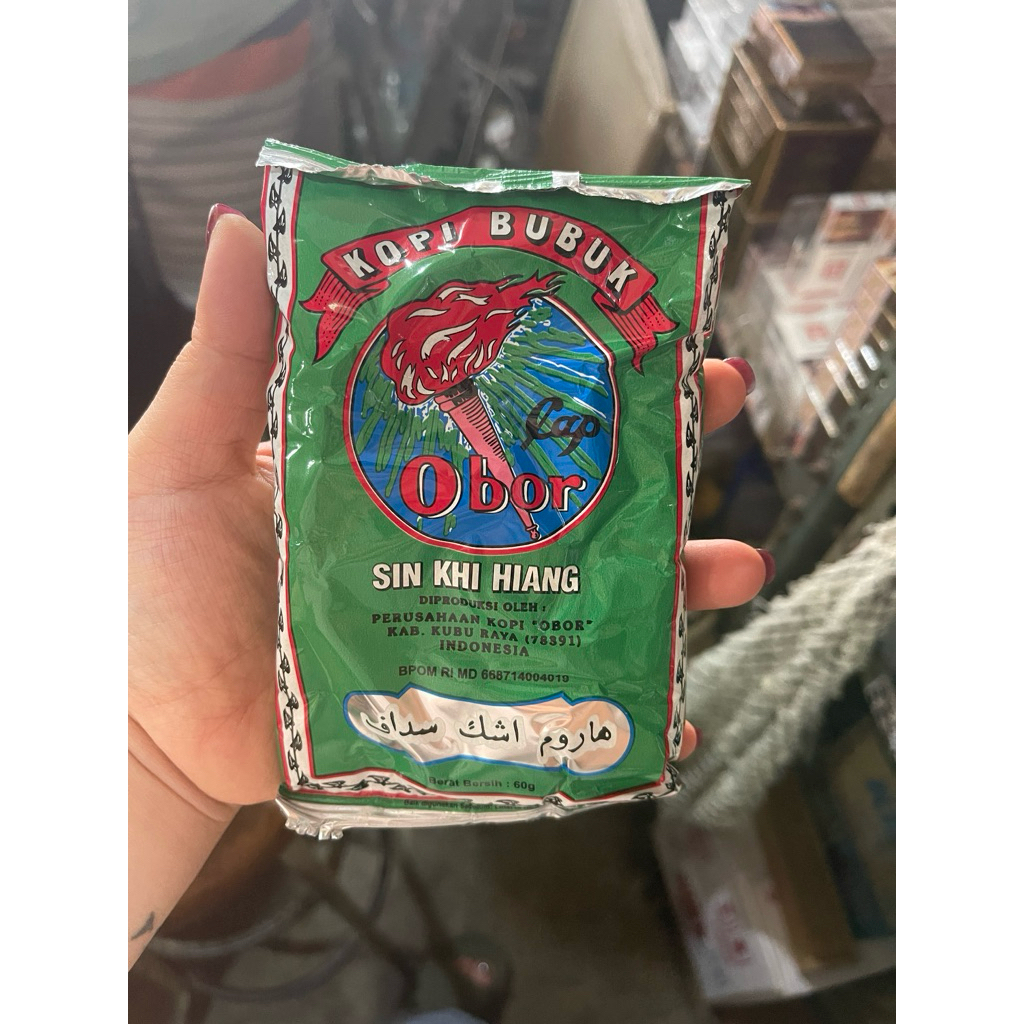 KOPI BUBUK
Cap
Obor
SIN KHI HIANG
DIPRODUKSI OLEH :
PERUSAHAAN KOPI "OBOR"
KAB. KUBU RAYA (78391)
INDONESIA
BPOM RI MD 668714004019
هاروم اشك سداف
Berat Bersih : 60g